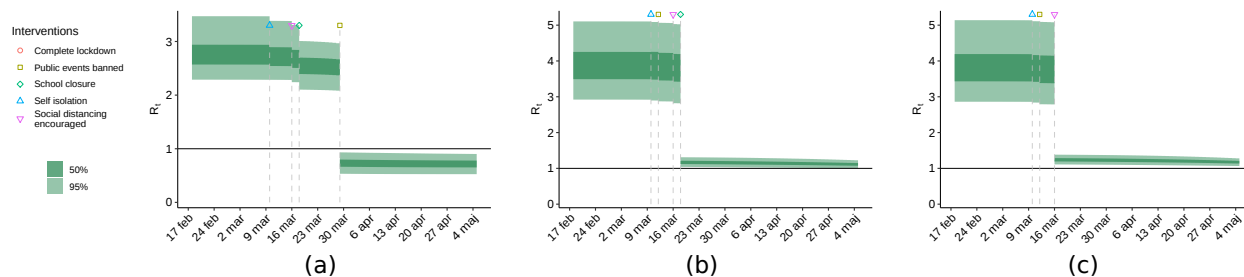 Interventions
Complete lockdown
Public events banned
School closure
Self isolation
Social distancing
encouraged
50%
95%
Rt
3
2
1
0
17 feb
24 feb
2 mar
9 mar
16 mar
23 mar
30 mar
6 apr
13 apr
20 apr
27 apr
4 maj
(a)
Rt
5
4
3
2
1
0
17 feb
24 feb
2 mar
9 mar
16 mar
23 mar
30 mar
6 apr
13 apr
20 apr
27 apr
4 maj
(b)
Rt
5
4
3
2
1
0
17 feb
24 feb
2 mar
9 mar
16 mar
23 mar
30 mar
6 apr
13 apr
20 apr
27 apr
4 maj
(c)